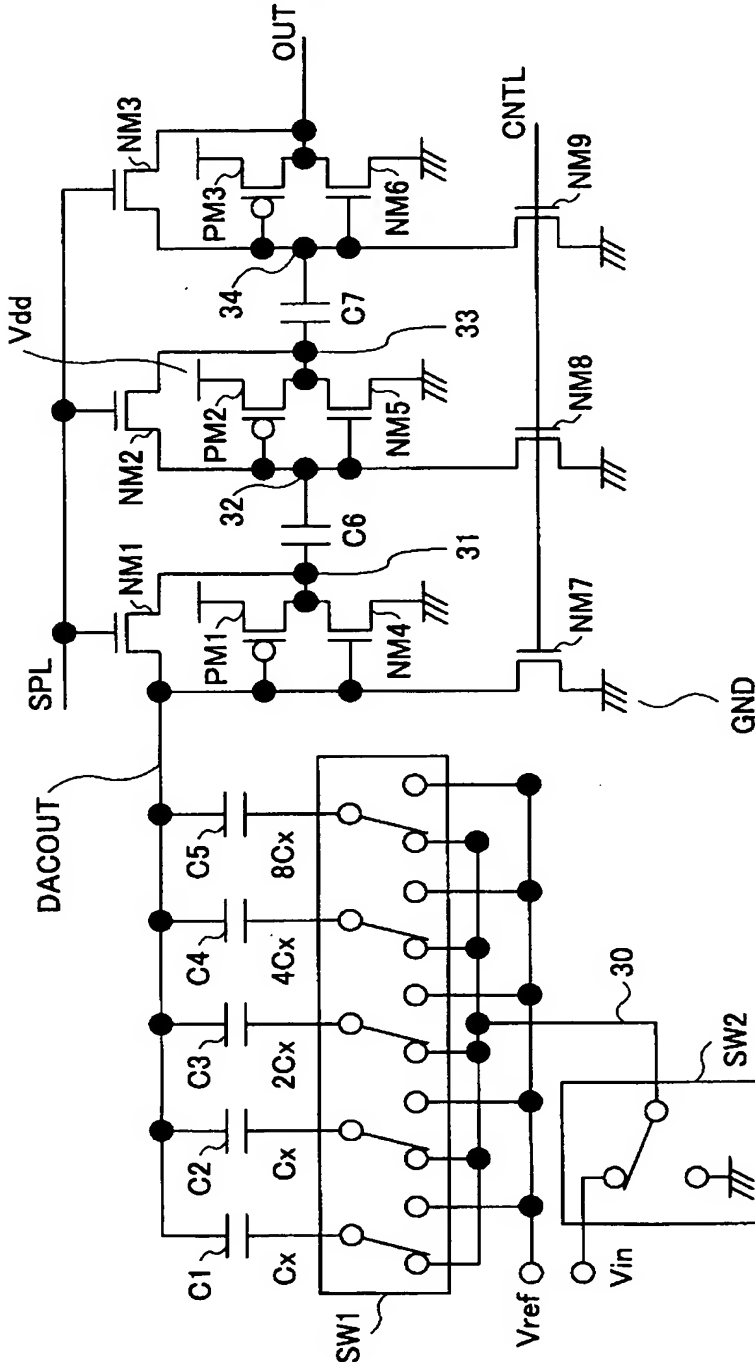 SPL
NM1
NM2
NM3
Vdd
DACOUT
PM1
PM2
PM3
OUT
31
32
33
34
C6
C7
NM4
NM5
NM6
CNTL
NM7
NM8
NM9
GND
C1
C2
C3
C4
C5
Cx
Cx
2Cx
4Cx
8Cx
SW1
Vref
Vin
30
SW2